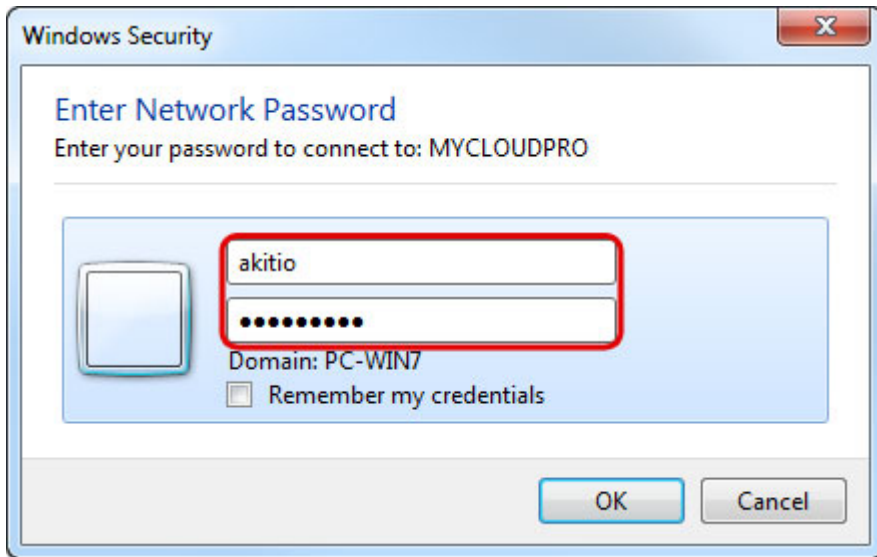 Windows Security
Enter Network Password
Enter your password to connect to: MYCLOUDPRO
akitio
●●●●●●●●●
Domain: PC-WIN7
Remember my credentials
OK
Cancel